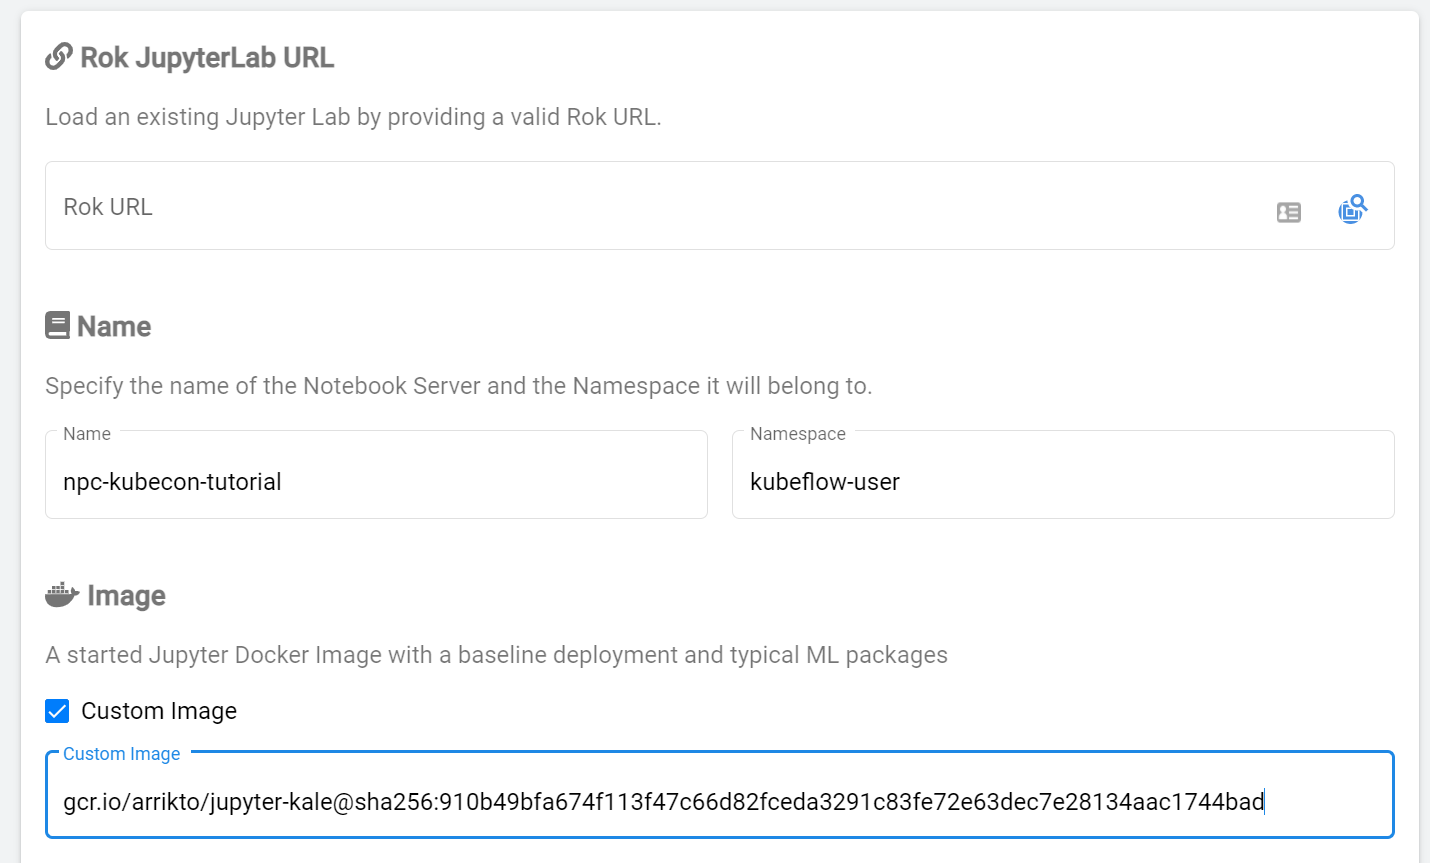 Rok JupyterLab URL
Load an existing Jupyter Lab by providing a valid Rok URL.
Rok URL
Name
Specify the name of the Notebook Server and the Namespace it will belong to.
Name
npc-kubecon-tutorial
Namespace
kubeflow-user
Image
A started Jupyter Docker Image with a baseline deployment and typical ML packages
Custom Image
Custom Image
gcr.io/arrikto/jupyter-kale@sha256:910b49bfa674f113f47c66d82fceda3291c83fe72e63dec7e28134aac1744bad